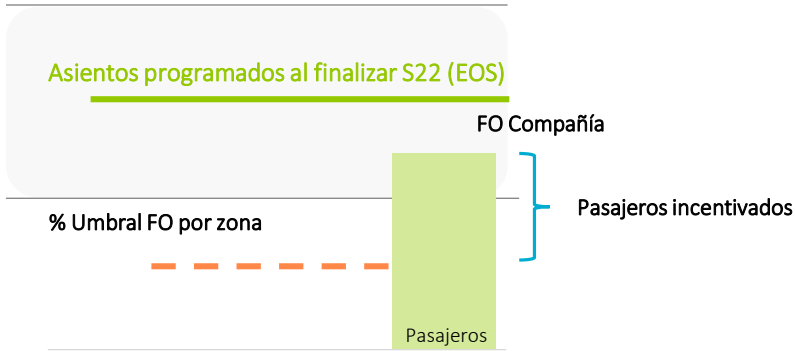 Asientos programados al finalizar S22 (EOS)
FO Compañía
Pasajeros incentivados
% Umbral FO por zona
Pasajeros